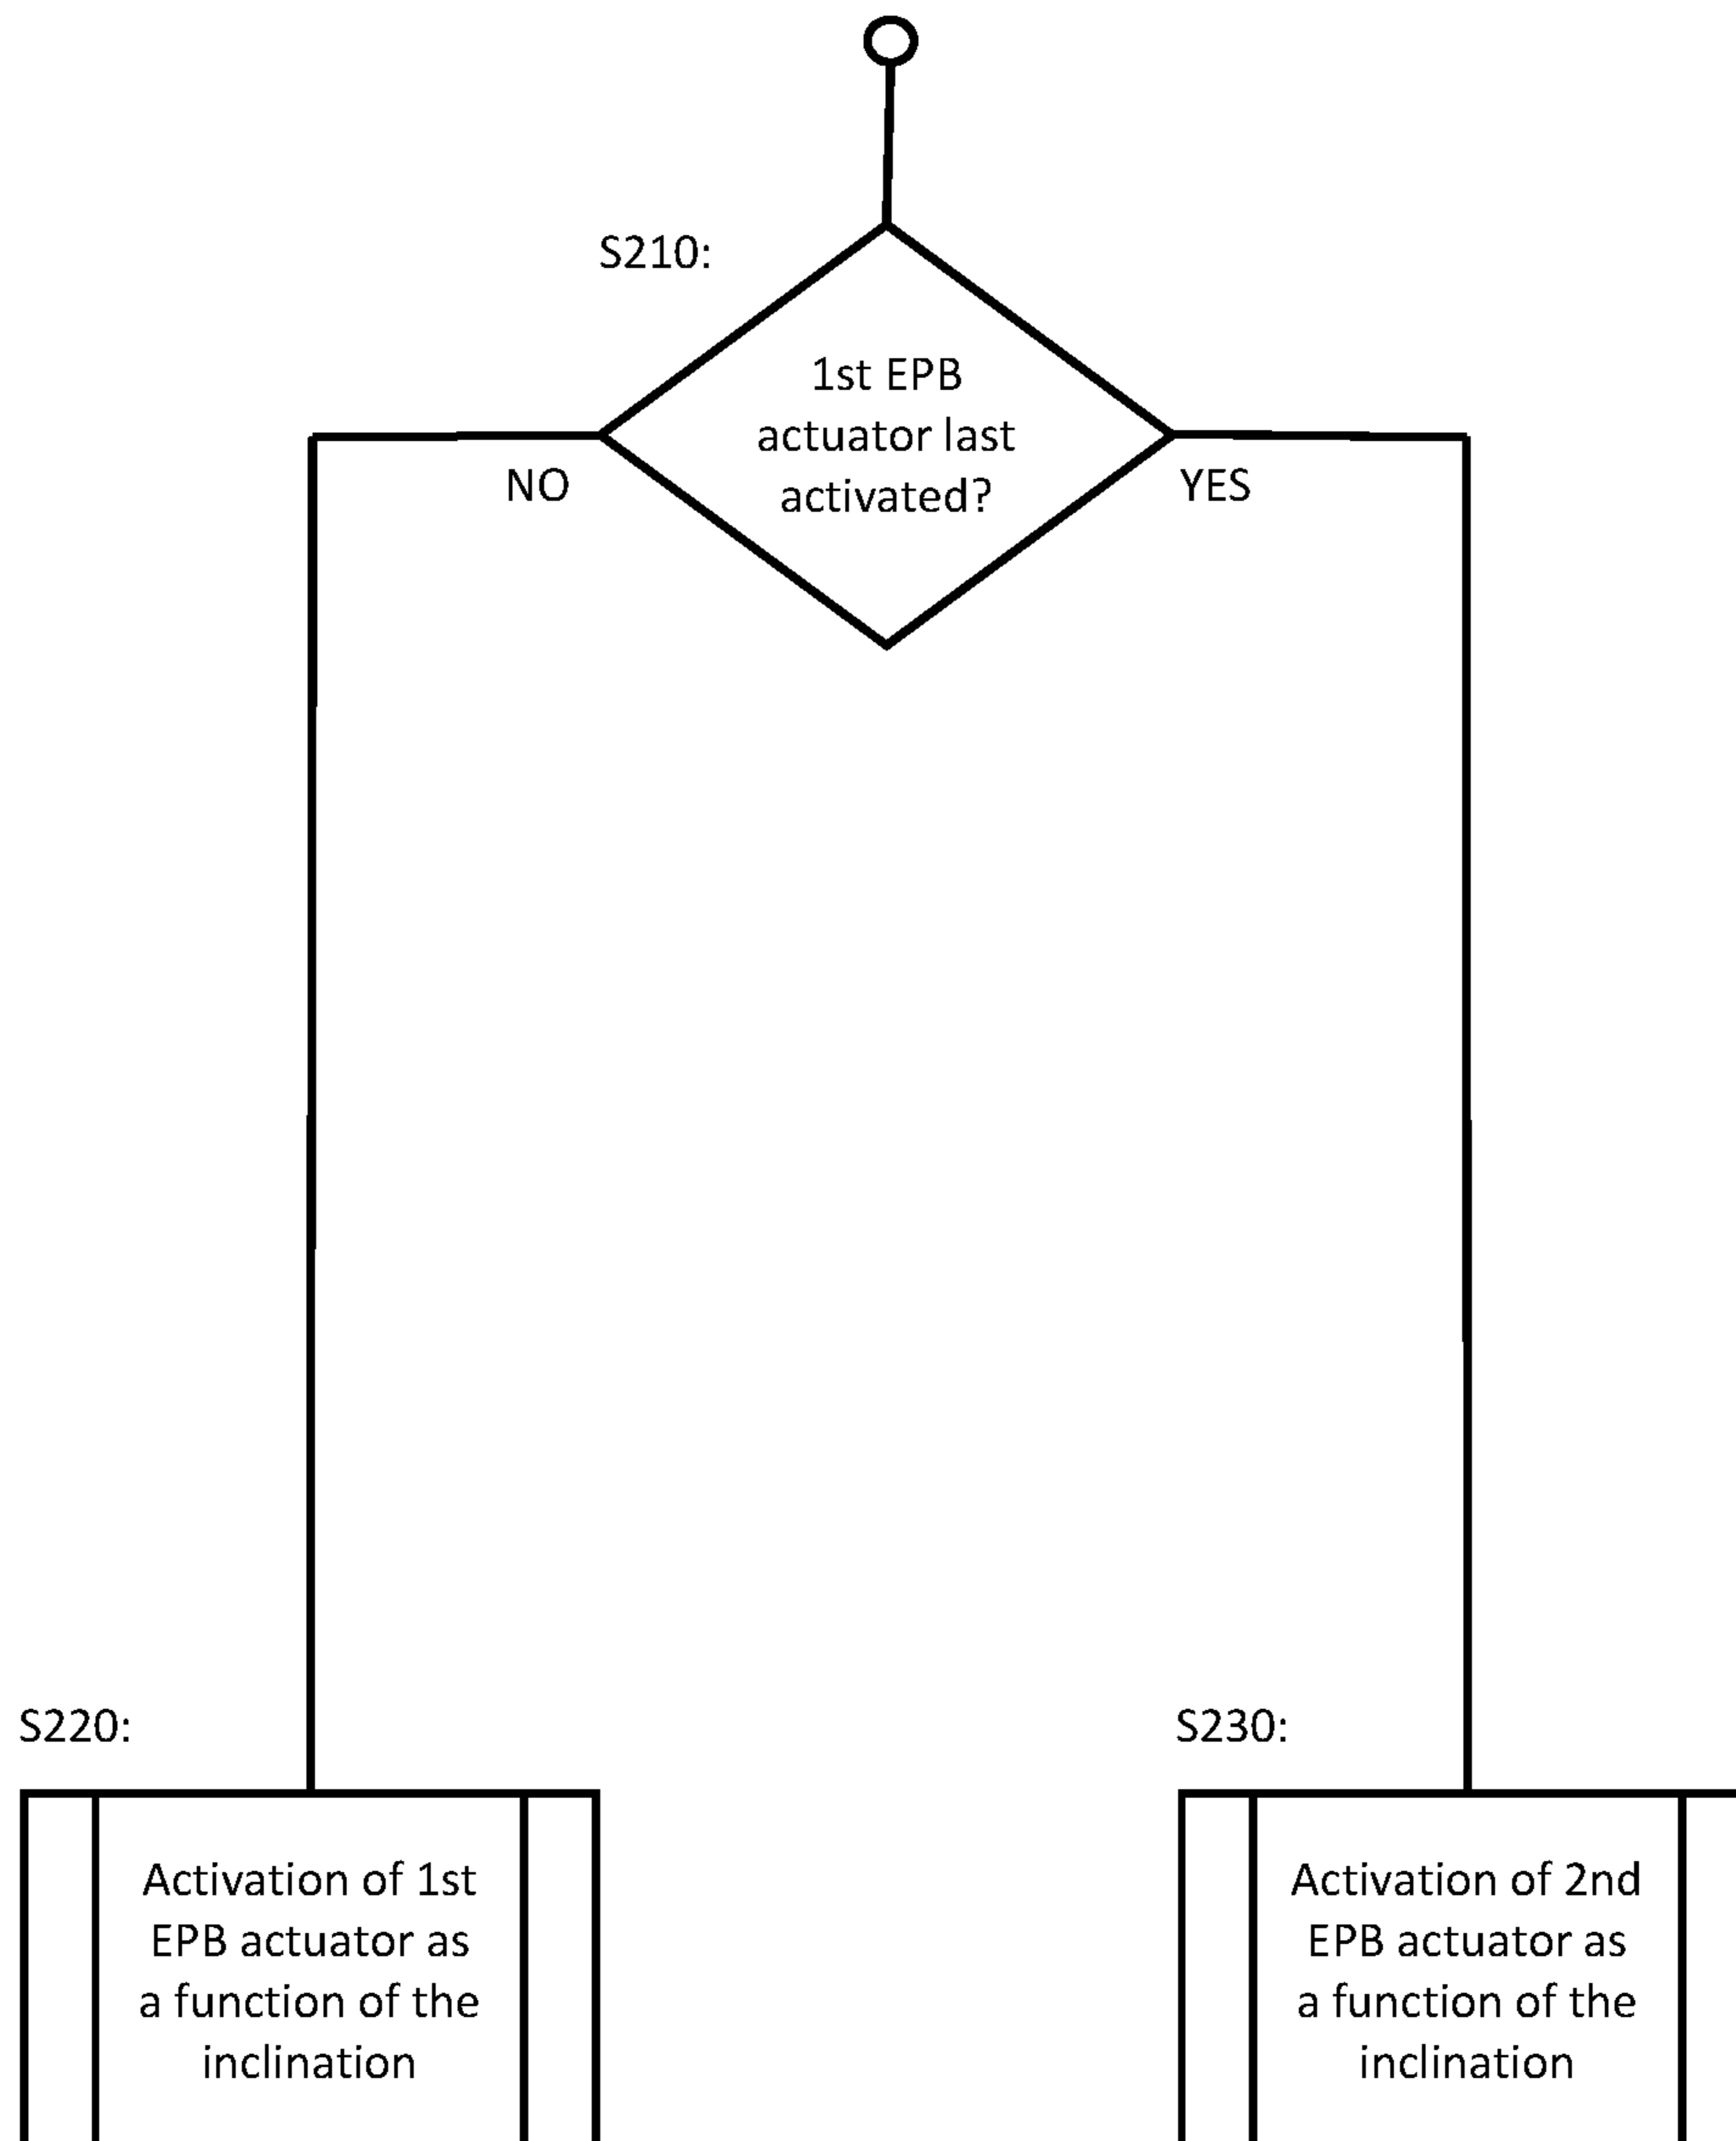 S210:
1st EPB
actuator last
activated?
NO
YES
S220:
Activation of 1st
EPB actuator as
a function of the
inclination
S230:
Activation of 2nd
EPB actuator as
a function of the
inclination